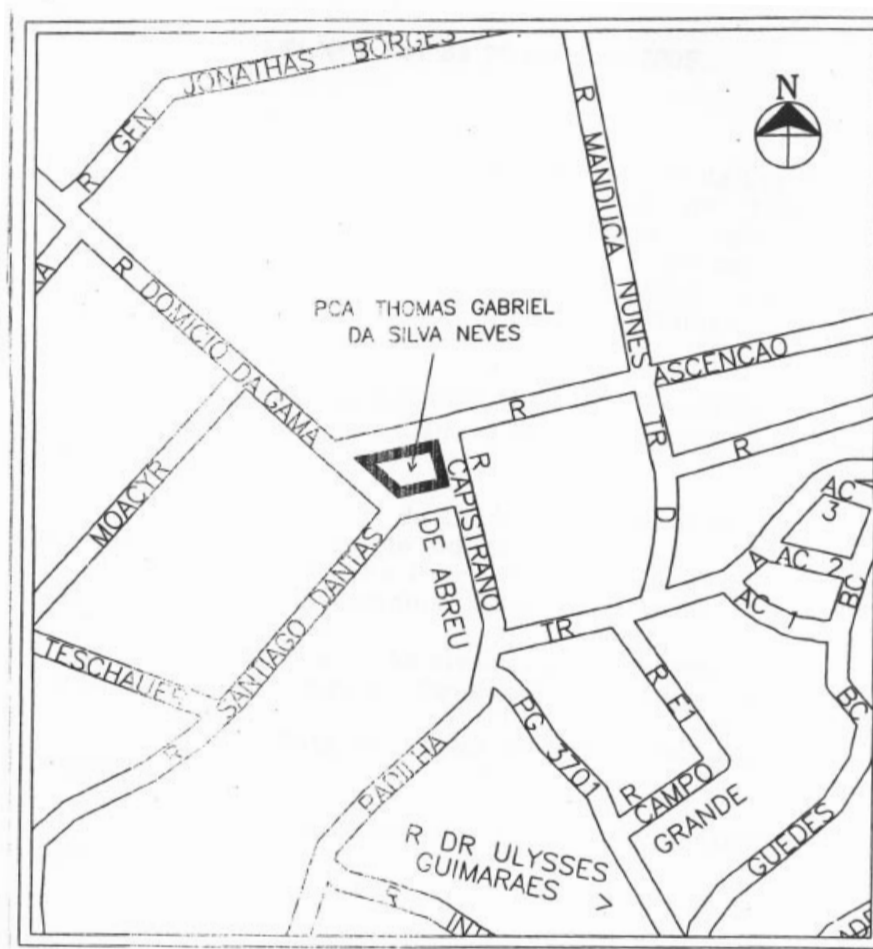 R GEN JONATHAS BORGES
N
R MANDUCA NUNES
R DOMICIO DA GAMA
PCA THOMAS GABRIEL
DA SILVA NEVES
R ASCENCAO
TR D
R
MOACYR
R CAPISTRANO
DE ABREU
R SANTIAGO DANTAS
TESCHAUER
AC 3
A AC 2
AC 1
BC
BC
TR
R E1
PG 3701
PADILHA
R CAMPO
GRANDE
GUEDES
R DR ULYSSES
GUIMARAES
INT